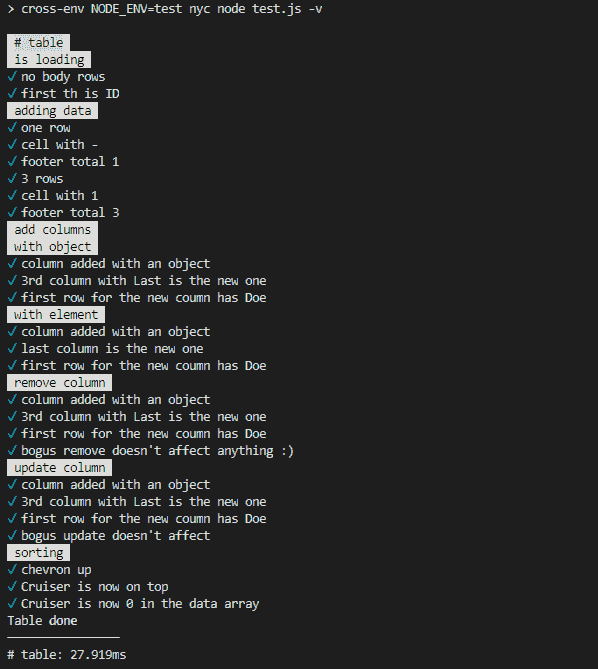 > cross-env NODE_ENV=test nyc node test.js -v
# table
is loading
✓ no body rows
✓ first th is ID
adding data
✓ one row
✓ cell with -
✓ footer total 1
✓ 3 rows
✓ cell with 1
✓ footer total 3
add columns
with object
✓ column added with an object
✓ 3rd column with Last is the new one
✓ first row for the new coumn has Doe
with element
✓ column added with an object
✓ last column is the new one
✓ first row for the new coumn has Doe
remove column
✓ column added with an object
✓ 3rd column with Last is the new one
✓ first row for the new coumn has Doe
✓ bogus remove doesn't affect anything :)
update column
✓ column added with an object
✓ 3rd column with Last is the new one
✓ first row for the new coumn has Doe
✓ bogus update doesn't affect
sorting
✓ chevron up
✓ Cruiser is now on top
✓ Cruiser is now 0 in the data array
Table done
# table: 27.919ms